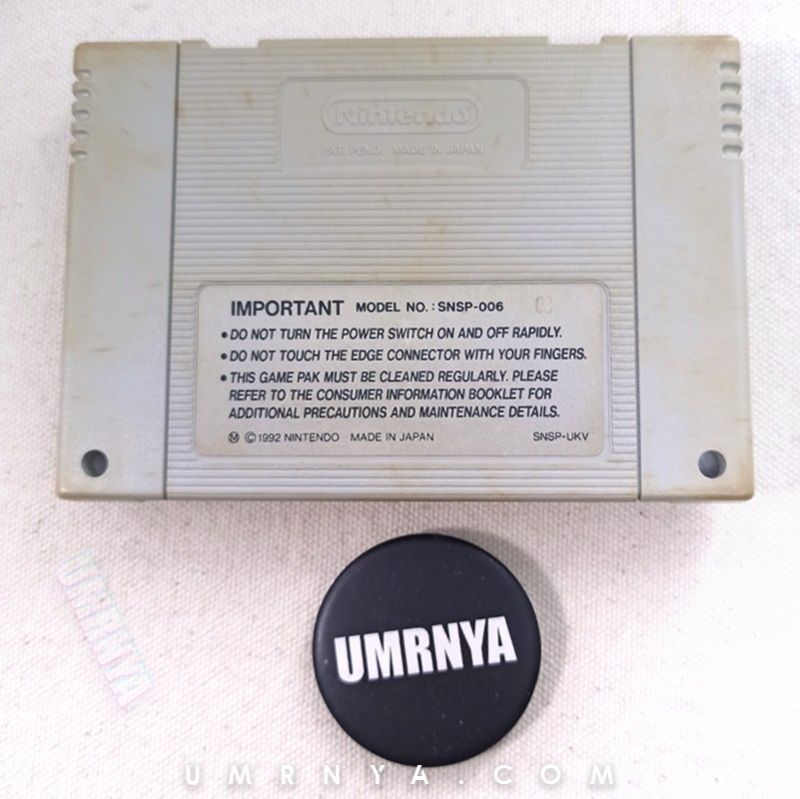 Nintendo
PAT. PEND. MADE IN JAPAN
IMPORTANT MODEL NO.: SNSP-006
• DO NOT TURN THE POWER SWITCH ON AND OFF RAPIDLY.
• DO NOT TOUCH THE EDGE CONNECTOR WITH YOUR FINGERS.
• THIS GAME PAK MUST BE CLEANED REGULARLY. PLEASE
REFER TO THE CONSUMER INFORMATION BOOKLET FOR
ADDITIONAL PRECAUTIONS AND MAINTENANCE DETAILS.
Ⓜ ©1992 NINTENDO MADE IN JAPAN SNSP-UKV
UMRNYA
UMRNYA
UMRNYA.COM